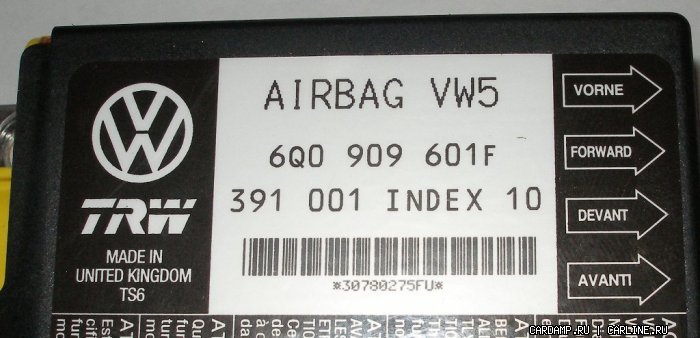 AIRBAG VW5
6Q0 909 601F
391 001 INDEX 10
*30780275FU*
VW
TRW
MADE IN
UNITED KINGDOM
TS6
VORNE
FORWARD
DEVANT
AVANTI
CARDAMP.RU | CARLINE.RU